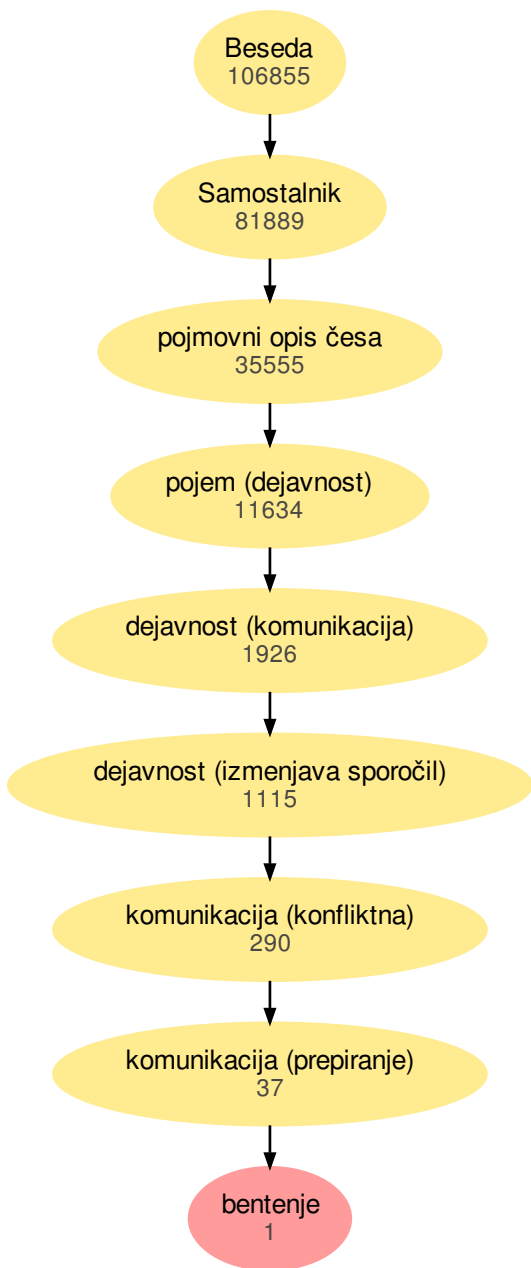 Beseda
106855
Samostalnik
81889
pojmovni opis česa
35555
pojem (dejavnost)
11634
dejavnost (komunikacija)
1926
dejavnost (izmenjava sporočil)
1115
komunikacija (konfliktna)
290
komunikacija (prepiranje)
37
bentenje
1